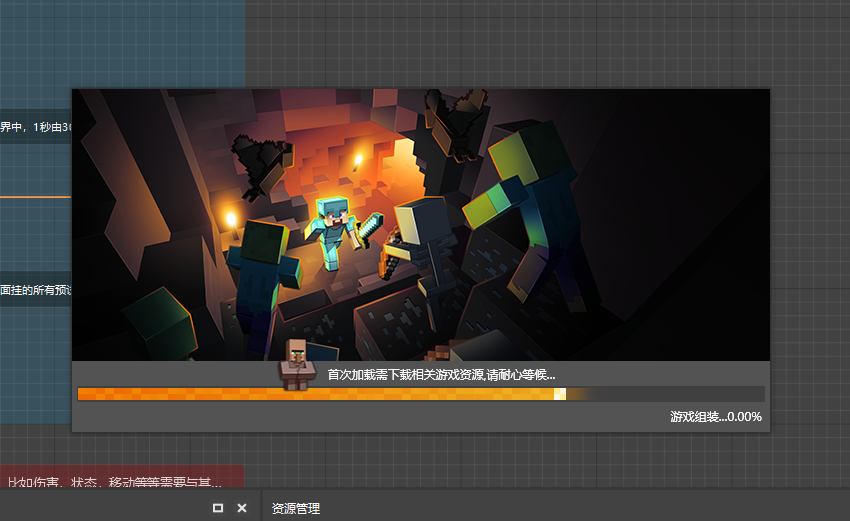 界中，1秒由30
面挂的所有预设
首次加载需下载相关游戏资源,请耐心等候...
游戏组装...0.00%
比如伤害、状态、移动等等需要与其...
资源管理